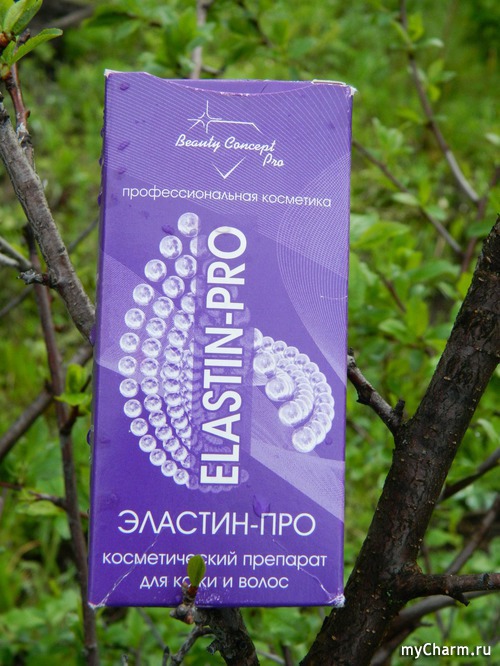 Beauty Concept
Pro
профессиональная косметика
ELASTIN-PRO
ЭЛАСТИН-ПРО
косметический препарат
для кожи и волос
myCharm.ru